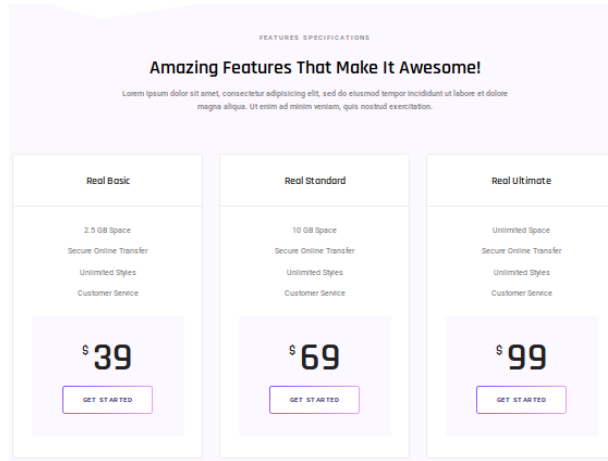 FEATURES SPECIFICATIONS
Amazing Features That Make It Awesome!
Lorem ipsum dolor sit amet, consectetur adipisicing elit, sed do eiusmod tempor incididunt ut labore et dolore
magna aliqua. Ut enim ad minim veniam, quis nostrud exercitation.
Real Basic
2.5 GB Space
Secure Online Transfer
Unlimited Styles
Customer Service
$ 39
GET STARTED
Real Standard
10 GB Space
Secure Online Transfer
Unlimited Styles
Customer Service
$ 69
GET STARTED
Real Ultimate
Unlimited Space
Secure Online Transfer
Unlimited Styles
Customer Service
$ 99
GET STARTED